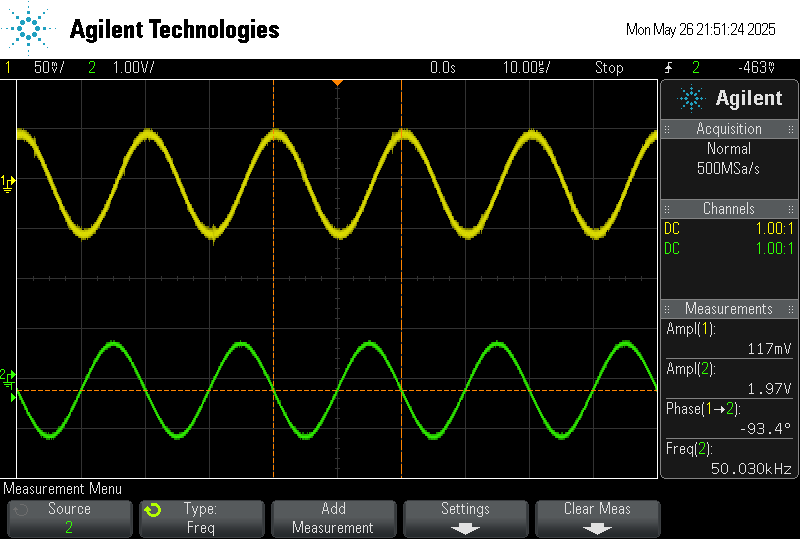 Agilent Technologies
Mon May 26 21:51:24 2025
1 50mV/ 2 1.00V/ 0.0s 10.00us/ Stop 2 -463mV
Agilent
Acquisition
Normal
500MSa/s
Channels
DC 1.00:1
DC 1.00:1
Measurements
Ampl(1):
117mV
Ampl(2):
1.97V
Phase(1→2):
-93.4°
Freq(2):
50.030kHz
1
2
Measurement Menu
Source
2
Type:
Freq
Add
Measurement
Settings
Clear Meas